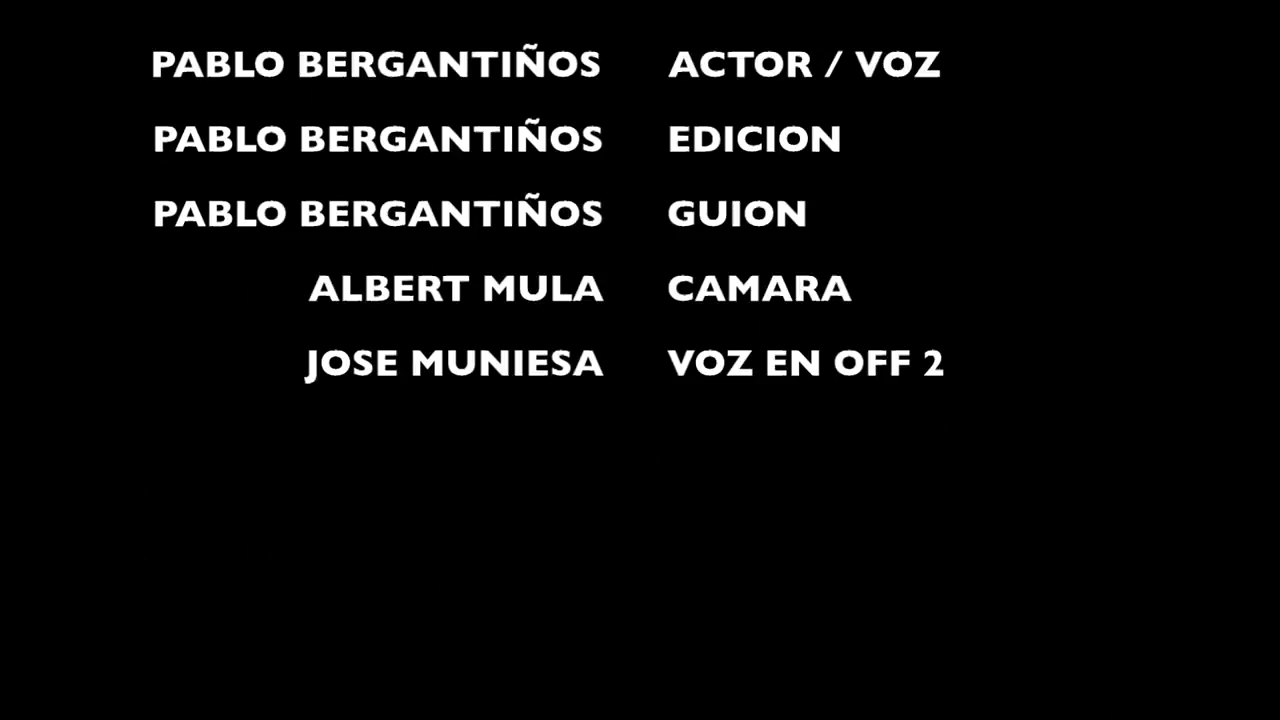 PABLO BERGANTIÑOS ACTOR / VOZ
PABLO BERGANTIÑOS EDICION
PABLO BERGANTIÑOS GUION
ALBERT MULA CAMARA
JOSE MUNIESA VOZ EN OFF 2